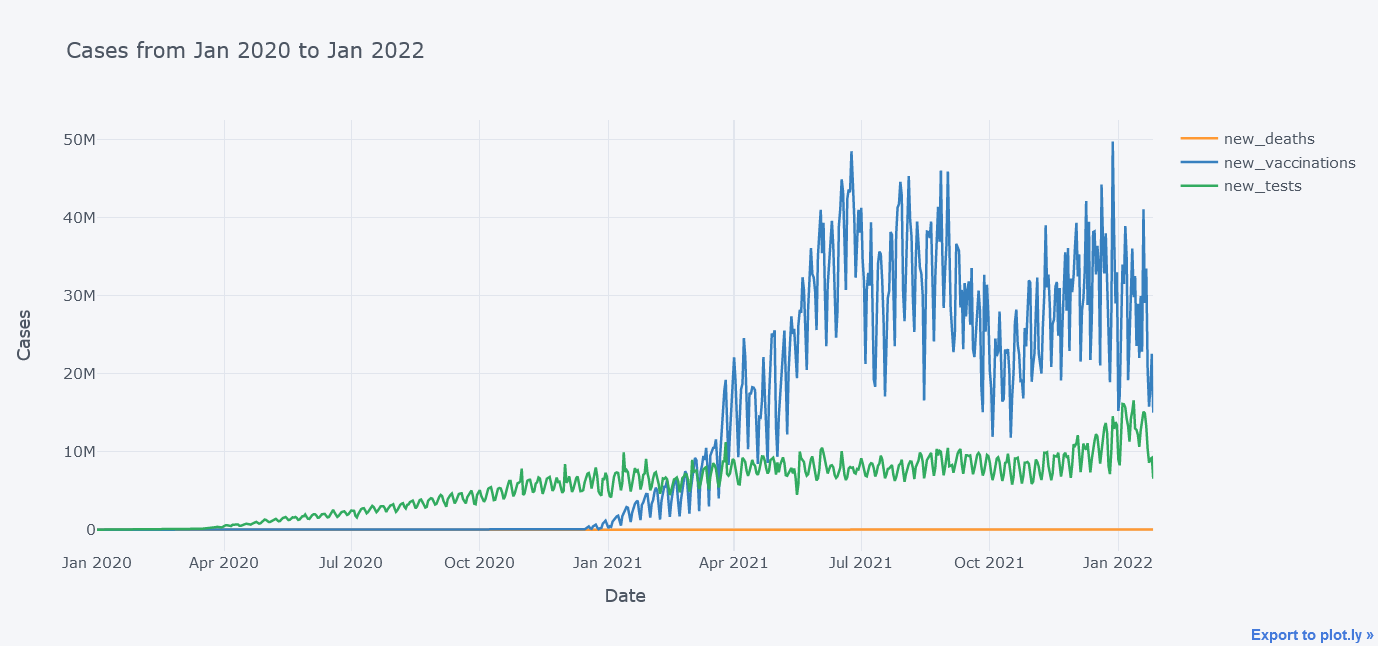 Cases from Jan 2020 to Jan 2022
50M
40M
30M
20M
10M
0
Cases
Jan 2020
Apr 2020
Jul 2020
Oct 2020
Jan 2021
Apr 2021
Jul 2021
Oct 2021
Jan 2022
Date
new_deaths
new_vaccinations
new_tests
Export to plot.ly »